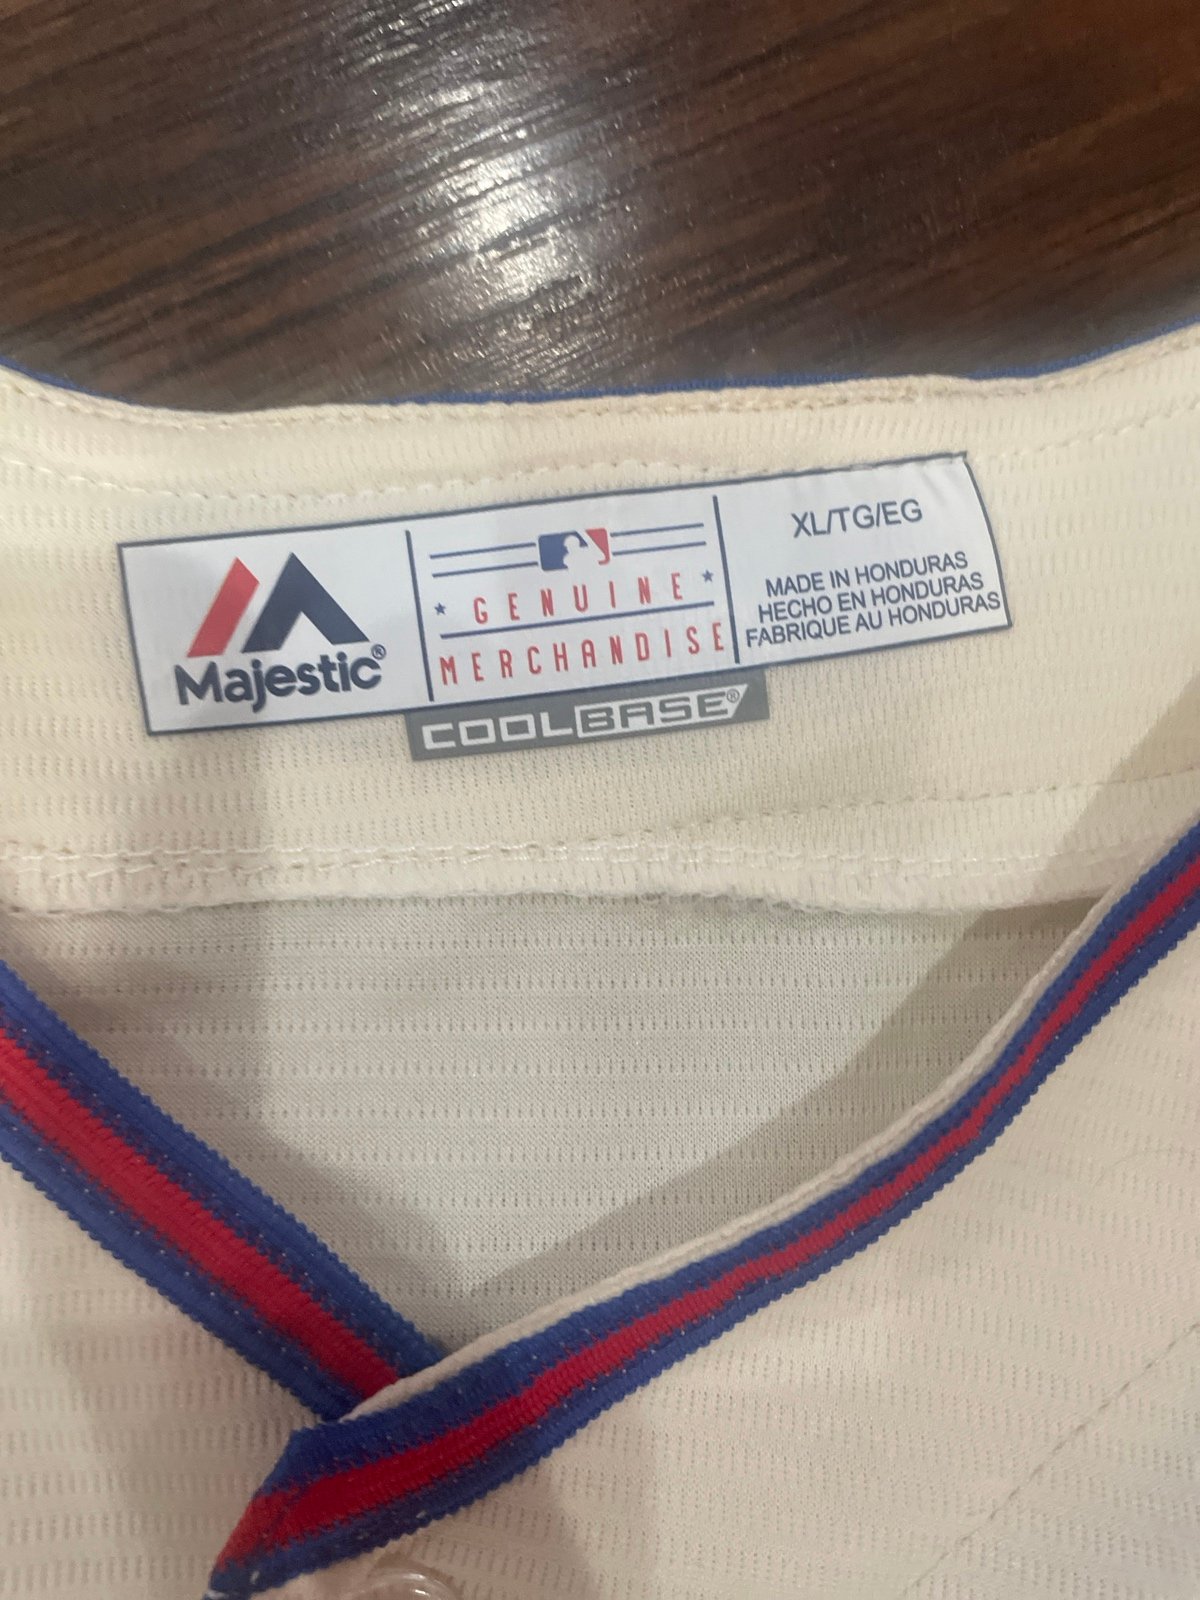 Majestic®
GENUINE
MERCHANDISE
XL/TG/EG
MADE IN HONDURAS
HECHO EN HONDURAS
FABRIQUE AU HONDURAS
COOLBASE®